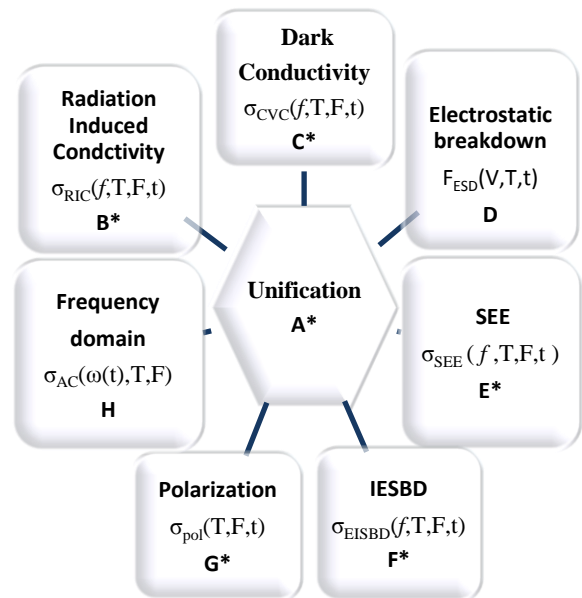 Dark
Conductivity
σCVC(f,T,F,t)
C*
Radiation
Induced
Condctivity
σRIC(f,T,F,t)
B*
Electrostatic
breakdown
FESD(V,T,t)
D
Unification
A*
Frequency
domain
σAC(ω(t),T,F)
H
SEE
σSEE(f,T,F,t )
E*
Polarization
σpol(T,F,t)
G*
IESBD
σEISBD(f,T,F,t)
F*